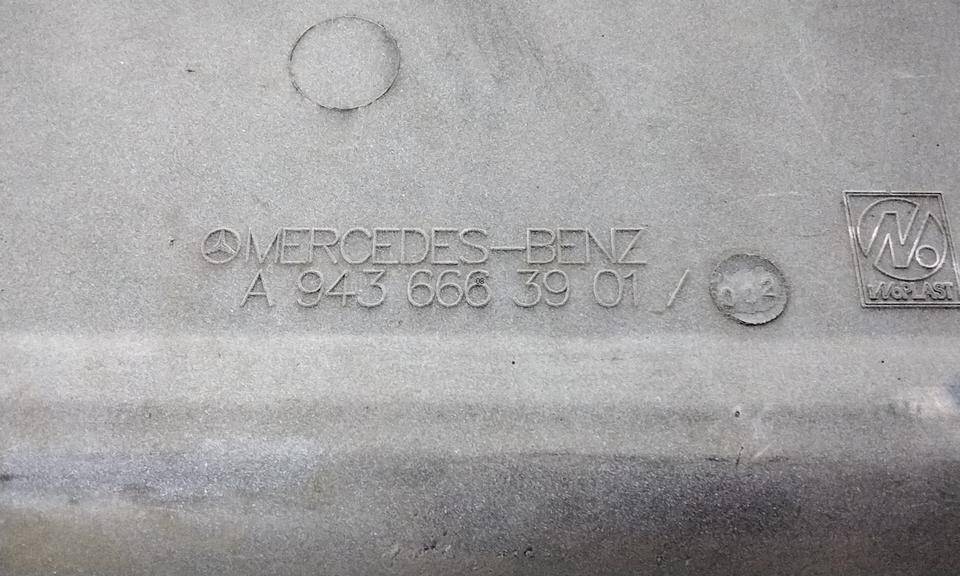 MERCEDES-BENZ
A 943 666 39 01 /
WOPLAST